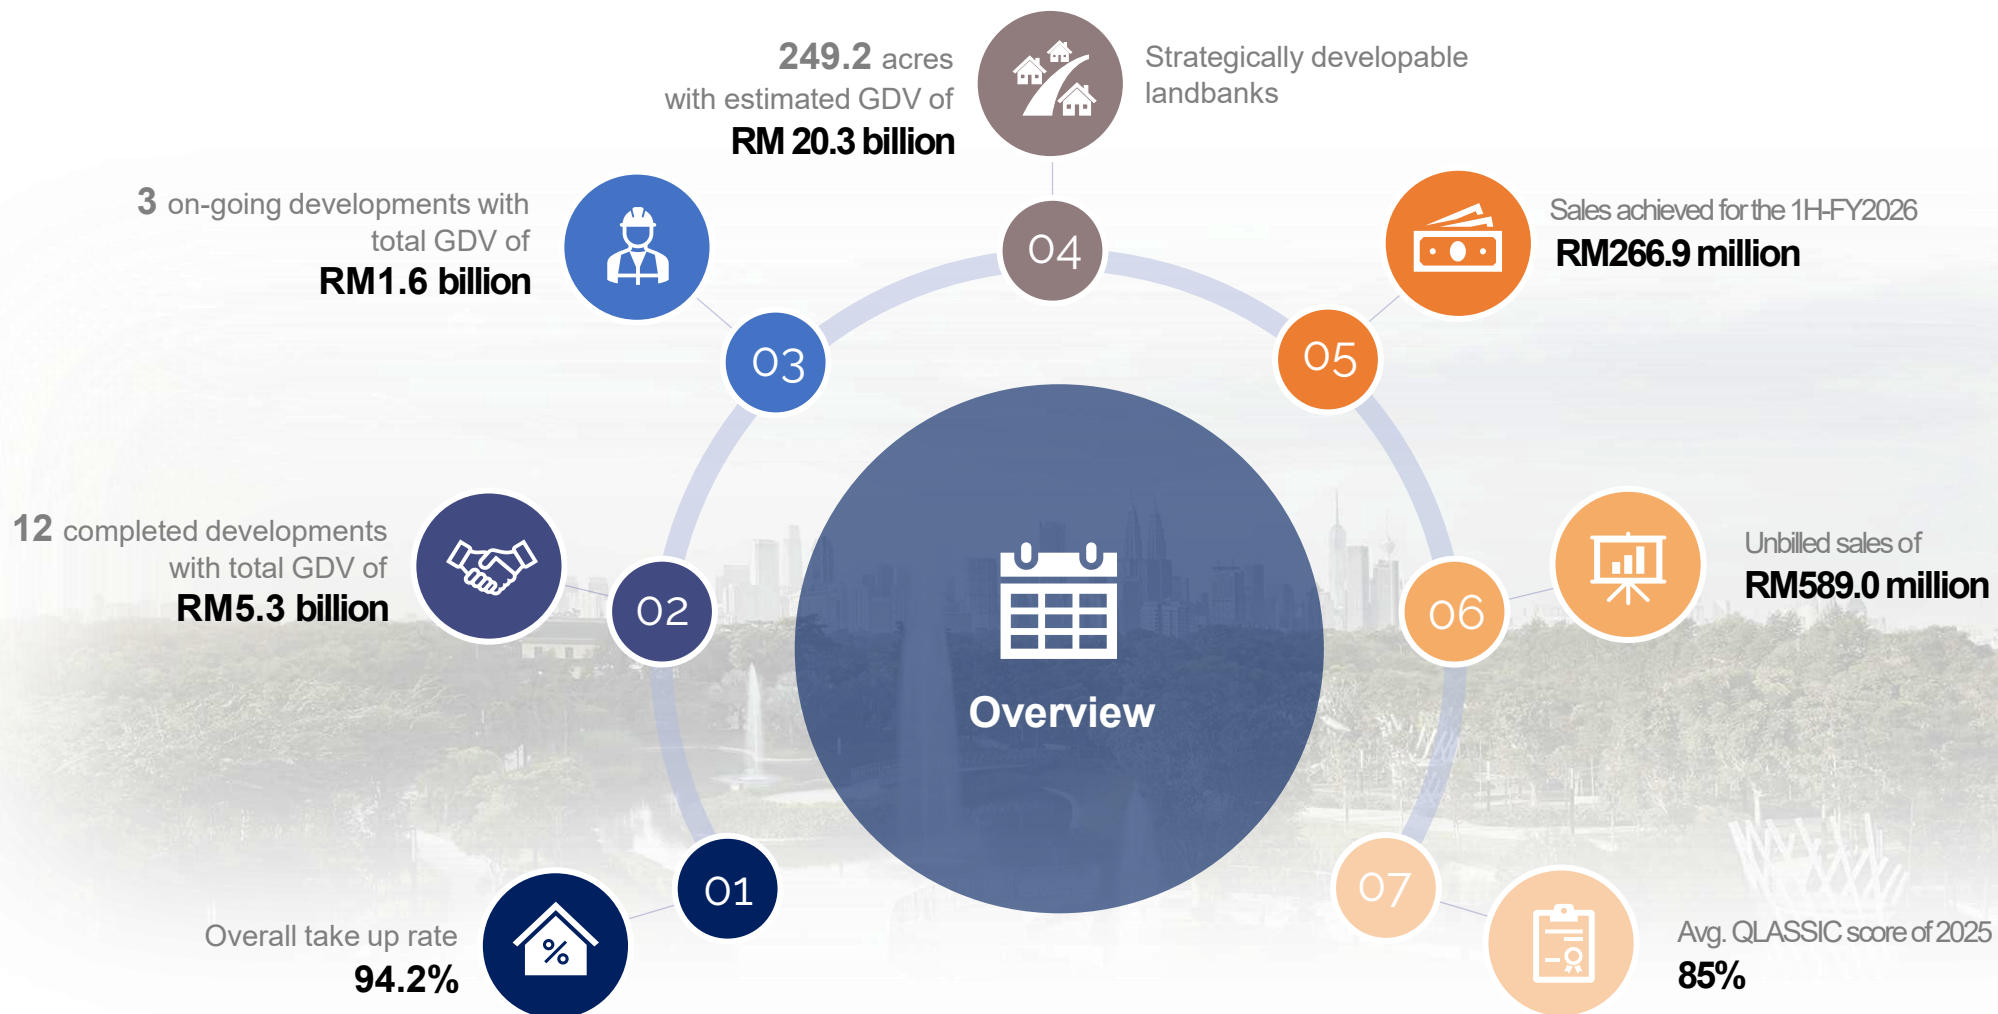 249.2 acres
with estimated GDV of
RM 20.3 billion
Strategically developable
landbanks
04
3 on-going developments with
total GDV of
RM1.6 billion
03
Sales achieved for the 1H-FY2026
RM266.9 million
05
12 completed developments
with total GDV of
RM5.3 billion
02
Unbilled sales of
RM589.0 million
06
Overview
Overall take up rate
94.2%
%
01
07
Avg. QLASSIC score of 2025
85%